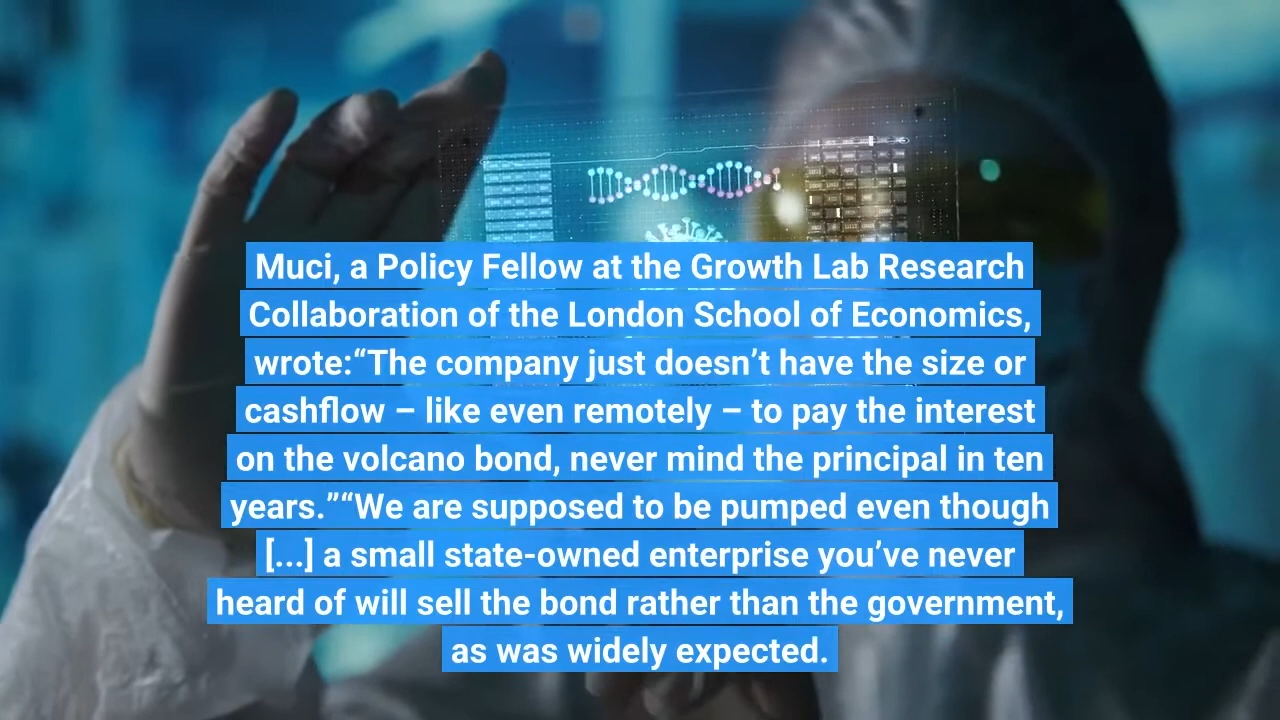 Muci, a Policy Fellow at the Growth Lab Research
Collaboration of the London School of Economics,
wrote:“The company just doesn’t have the size or
cashflow – like even remotely – to pay the interest
on the volcano bond, never mind the principal in ten
years.”“We are supposed to be pumped even though
[...] a small state-owned enterprise you’ve never
heard of will sell the bond rather than the government,
as was widely expected.